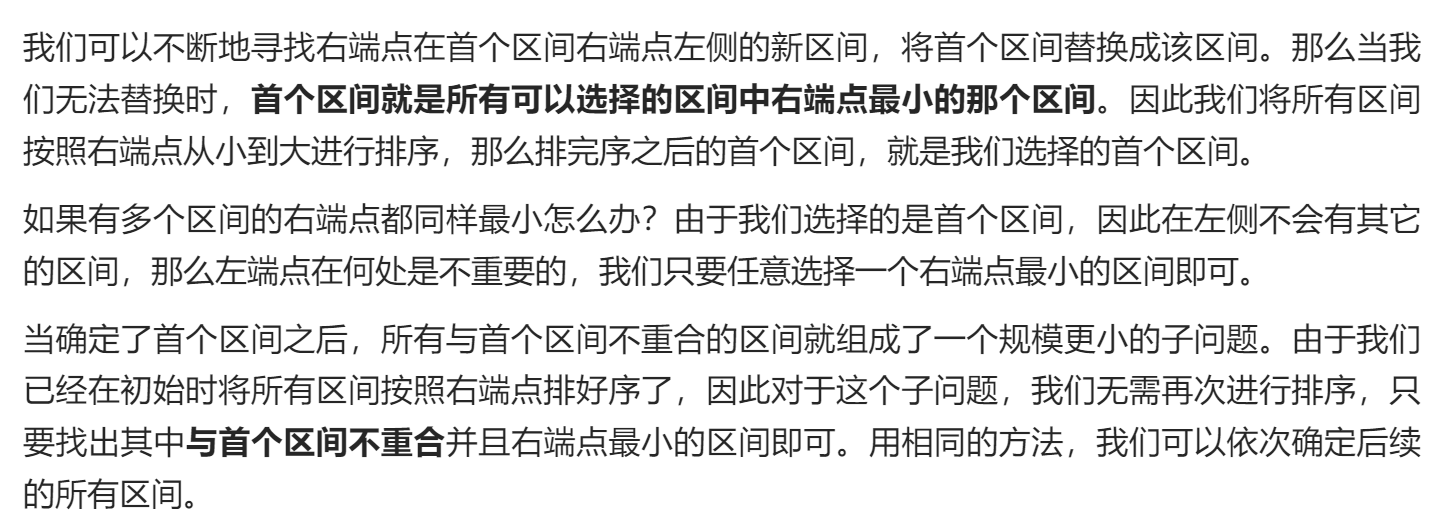 我们可以不断地寻找右端点在首个区间右端点左侧的新区间，将首个区间替换成该区间。那么当我
们无法替换时，首个区间就是所有可以选择的区间中右端点最小的那个区间。因此我们将所有区间
按照右端点从小到大进行排序，那么排完序之后的首个区间，就是我们选择的首个区间。
如果有多个区间的右端点都同样最小怎么办？由于我们选择的是首个区间，因此在左侧不会有其它
的区间，那么左端点在何处是不重要的，我们只要任意选择一个右端点最小的区间即可。
当确定了首个区间之后，所有与首个区间不重合的区间就组成了一个规模更小的子问题。由于我们
已经在初始时将所有区间按照右端点排好序了，因此对于这个子问题，我们无需再次进行排序，只
要找出其中与首个区间不重合并且右端点最小的区间即可。用相同的方法，我们可以依次确定后续
的所有区间。